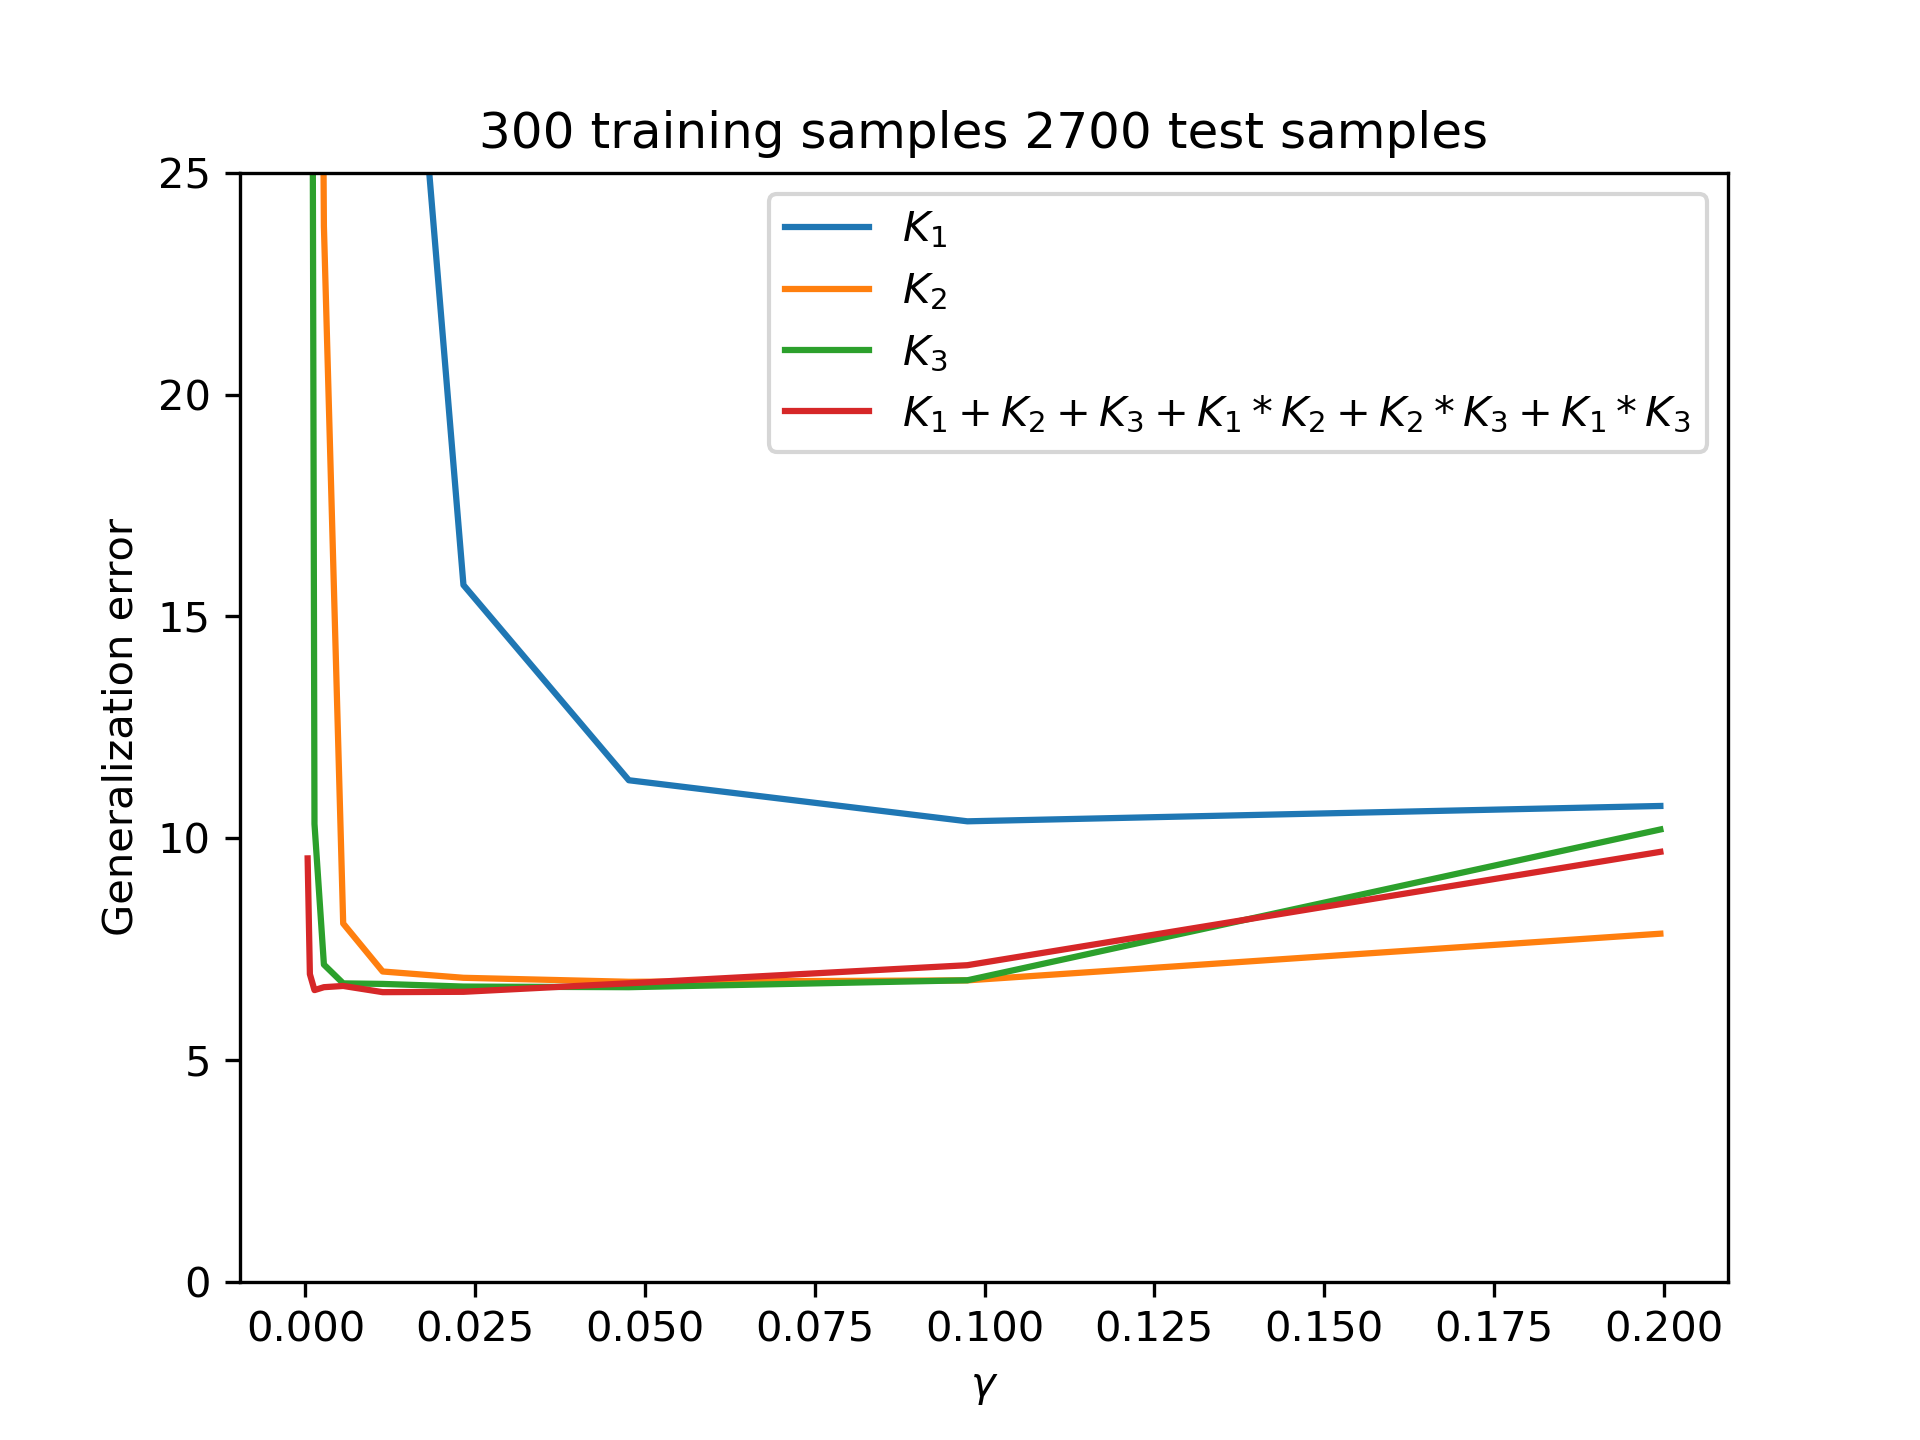 300 training samples 2700 test samples
25
20
15
10
5
0
Generalization error
K₁
K₂
K₃
K₁ + K₂ + K₃ + K₁ * K₂ + K₂ * K₃ + K₁ * K₃
0.000 0.025 0.050 0.075 0.100 0.125 0.150 0.175 0.200
γ